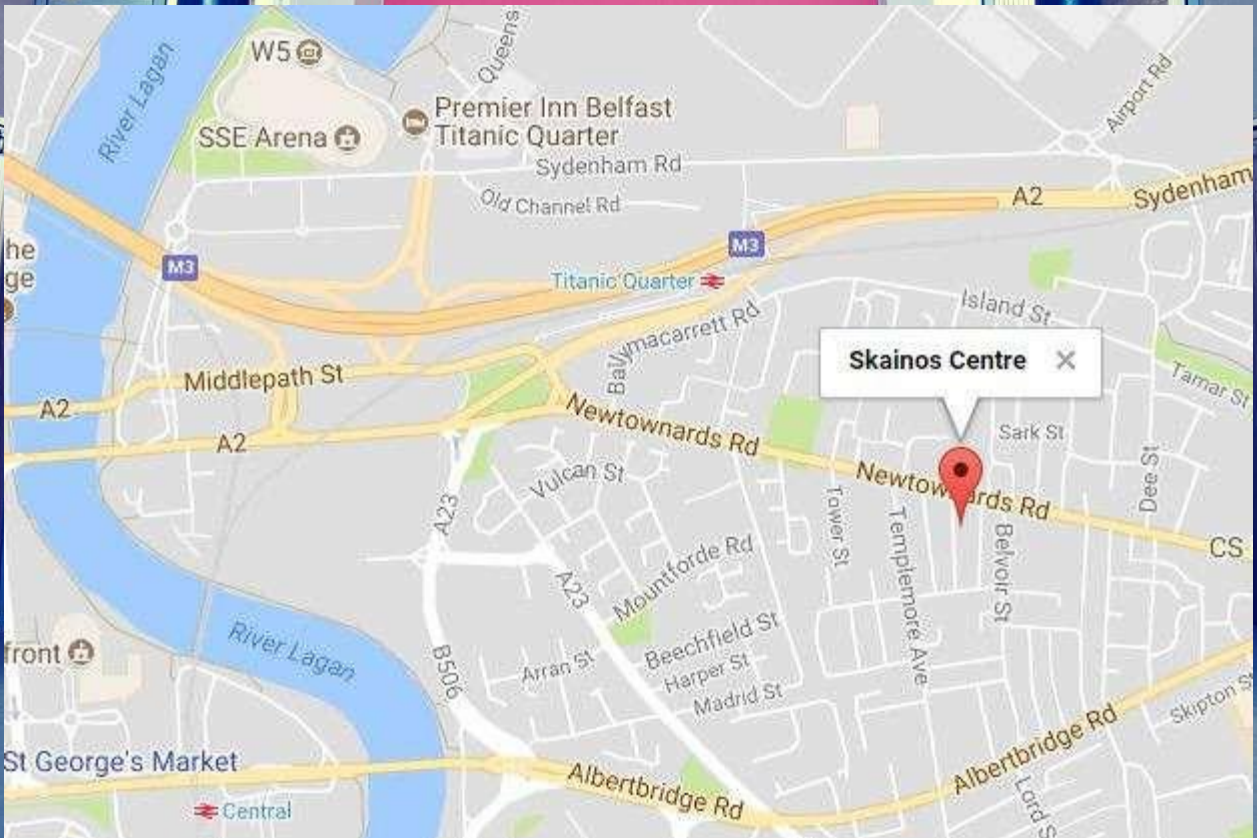 W5
Queens
River Lagan
SSE Arena
Premier Inn Belfast
Titanic Quarter
Airport Rd
Sydenham Rd
Old Channel Rd
A2
Sydenham
he
ge
M3
M3
Titanic Quarter
Island St
Ballymacarrett Rd
Skainos Centre
Middlepath St
Tamar St
A2
A2
Newtownards Rd
Sark St
Vulcan St
Newtownards Rd
Dee St
A23
Tower St
Templemore Ave
Belvoir St
CS
A23
Mountforde Rd
River Lagan
front
B506
Arran St
Beechfield St
Harper St
Madrid St
Skipton S
St George's Market
Albertbridge Rd
Albertbridge Rd
Lord S
Central